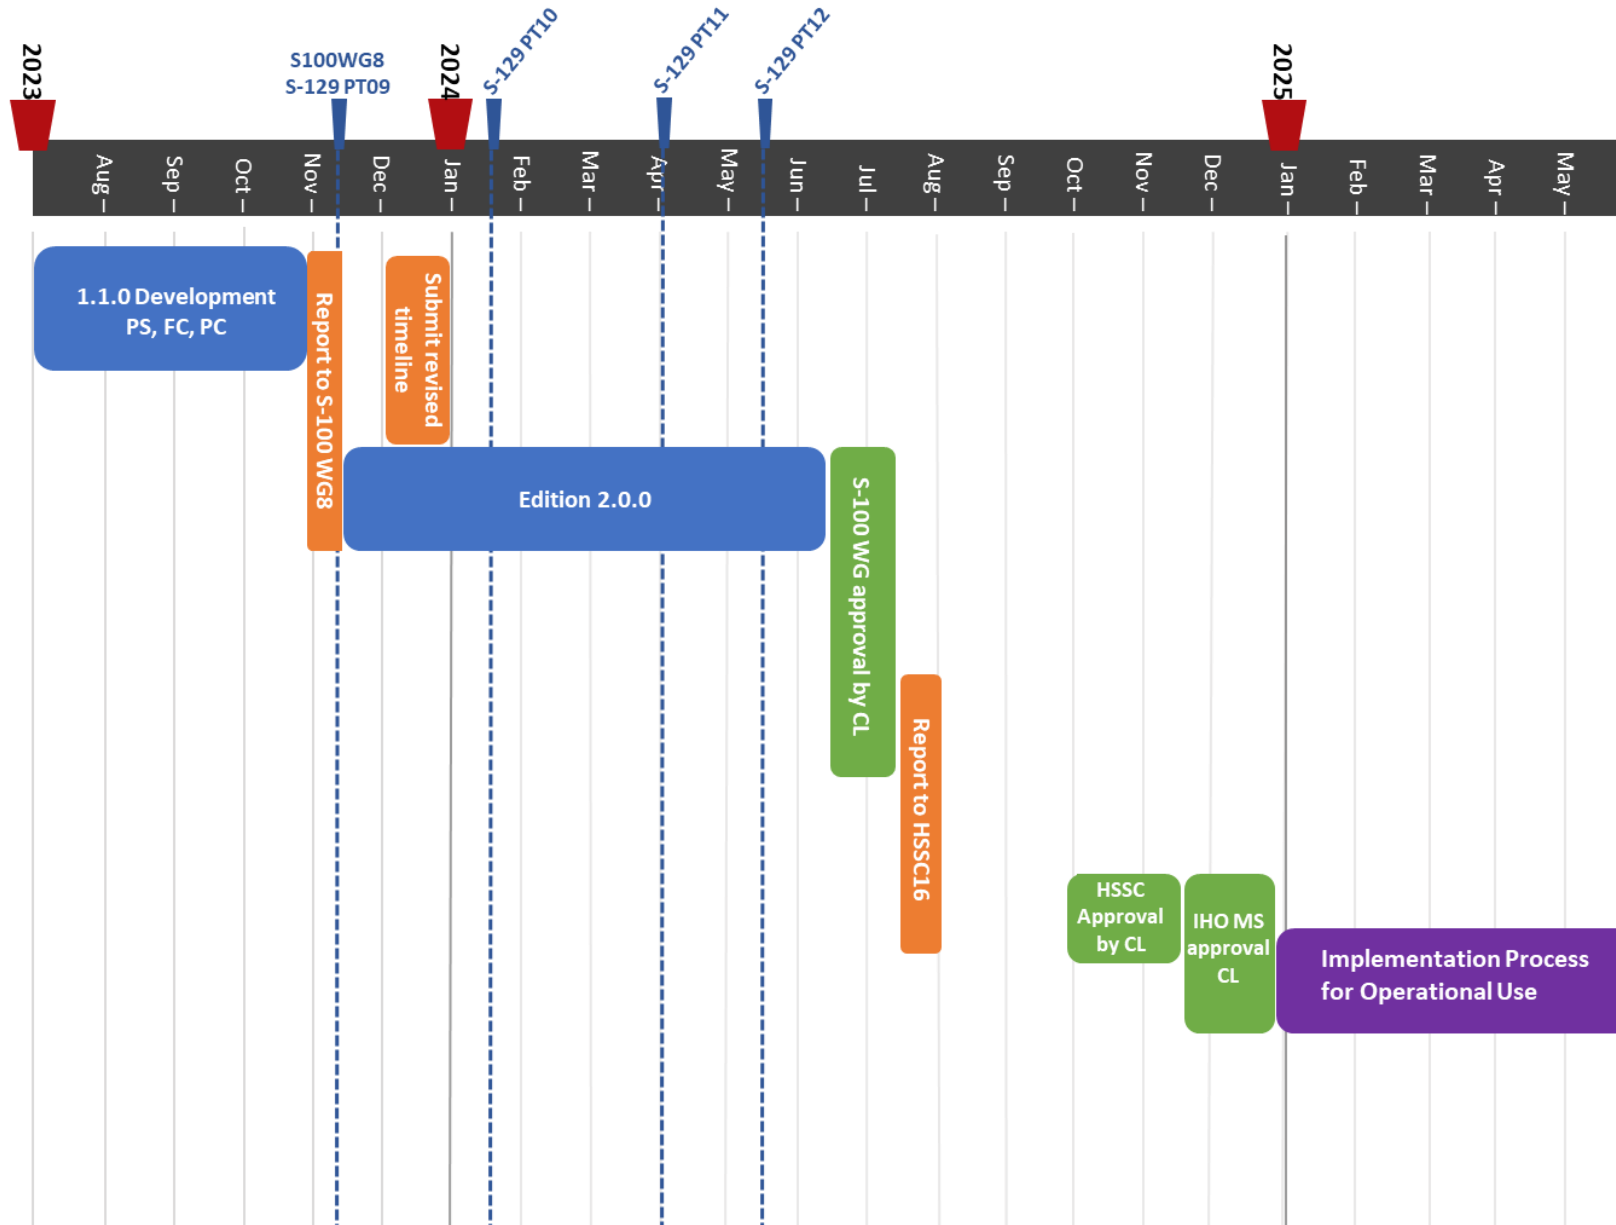 2023
S100WG8
S-129 PT09
2024
S-129 PT10
S-129 PT11
S-129 PT12
2025
Aug
Sep
Oct
Nov
Dec
Jan
Feb
Mar
Apr
May
Jun
Jul
Aug
Sep
Oct
Nov
Dec
Jan
Feb
Mar
Apr
May
1.1.0 Development
PS, FC, PC
Report to S-100 WG8
Submit revised
timeline
Edition 2.0.0
S-100 WG approval by CL
Report to HSSC16
HSSC
Approval
by CL
IHO MS
approval
CL
Implementation Process
for Operational Use